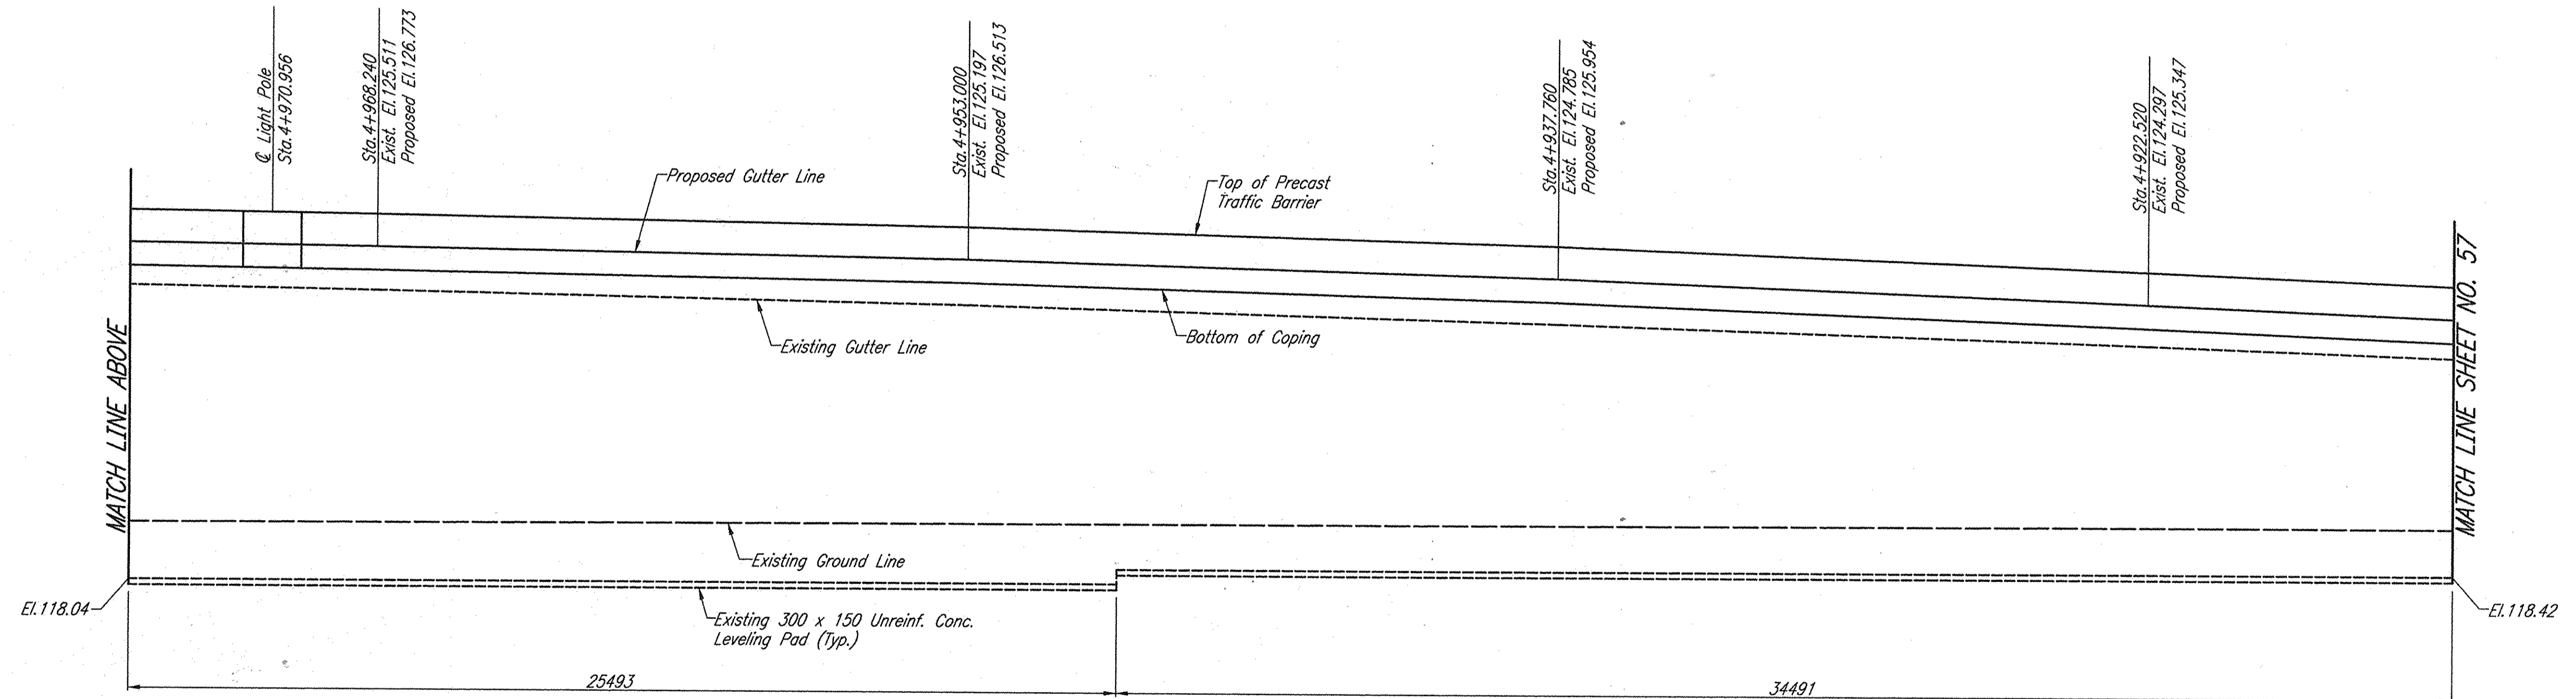 ℄ Light Pole
Sta.4+970.956
Sta.4+968.240
Exist. El.125.511
Proposed El.126.773
Sta.4+953.000
Exist. El.125.197
Proposed El.126.513
Sta.4+937.760
Exist. El.124.785
Proposed El.125.954
Sta.4+922.520
Exist. El.124.297
Proposed El.125.347
Proposed Gutter Line
Top of Precast
Traffic Barrier
MATCH LINE ABOVE
Existing Gutter Line
Bottom of Coping
MATCH LINE SHEET NO. 57
Existing Ground Line
El.118.04
Existing 300 x 150 Unreinf. Conc.
Leveling Pad (Typ.)
El.118.42
25493
34491